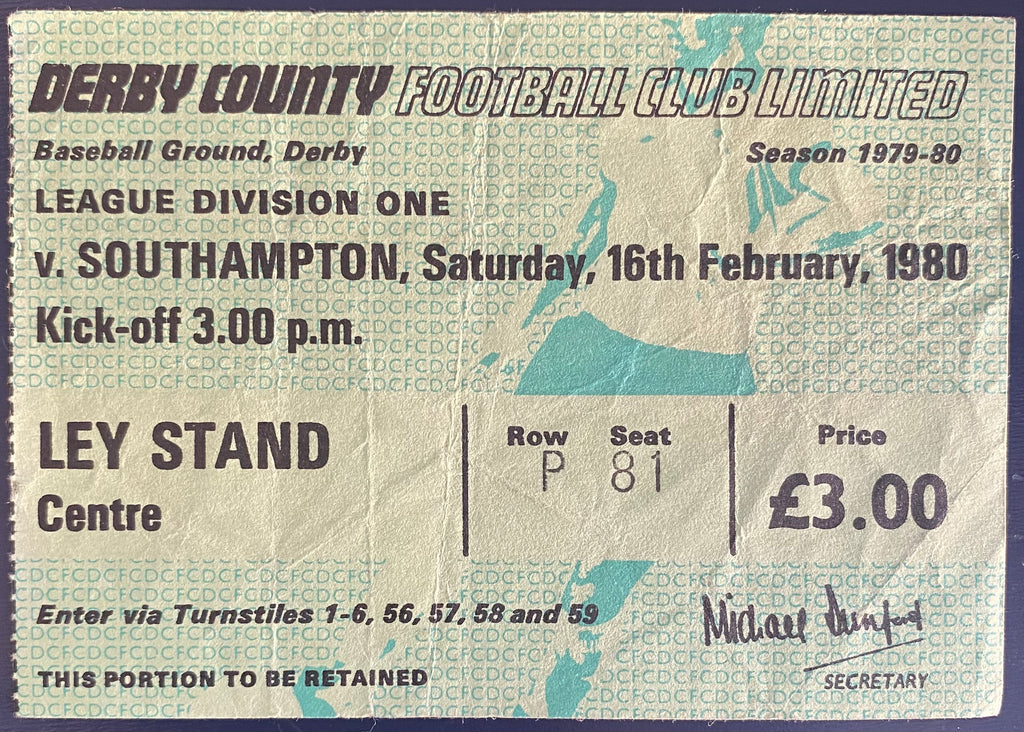 DERBY COUNTY FOOTBALL CLUB LIMITED
Baseball Ground, Derby Season 1979-80
LEAGUE DIVISION ONE
v. SOUTHAMPTON, Saturday, 16th February, 1980
Kick-off 3.00 p.m.
LEY STAND
Centre
Row Seat
P 81
Price
£3.00
Enter via Turnstiles 1-6, 56, 57, 58 and 59
Michael Dunford
SECRETARY
THIS PORTION TO BE RETAINED